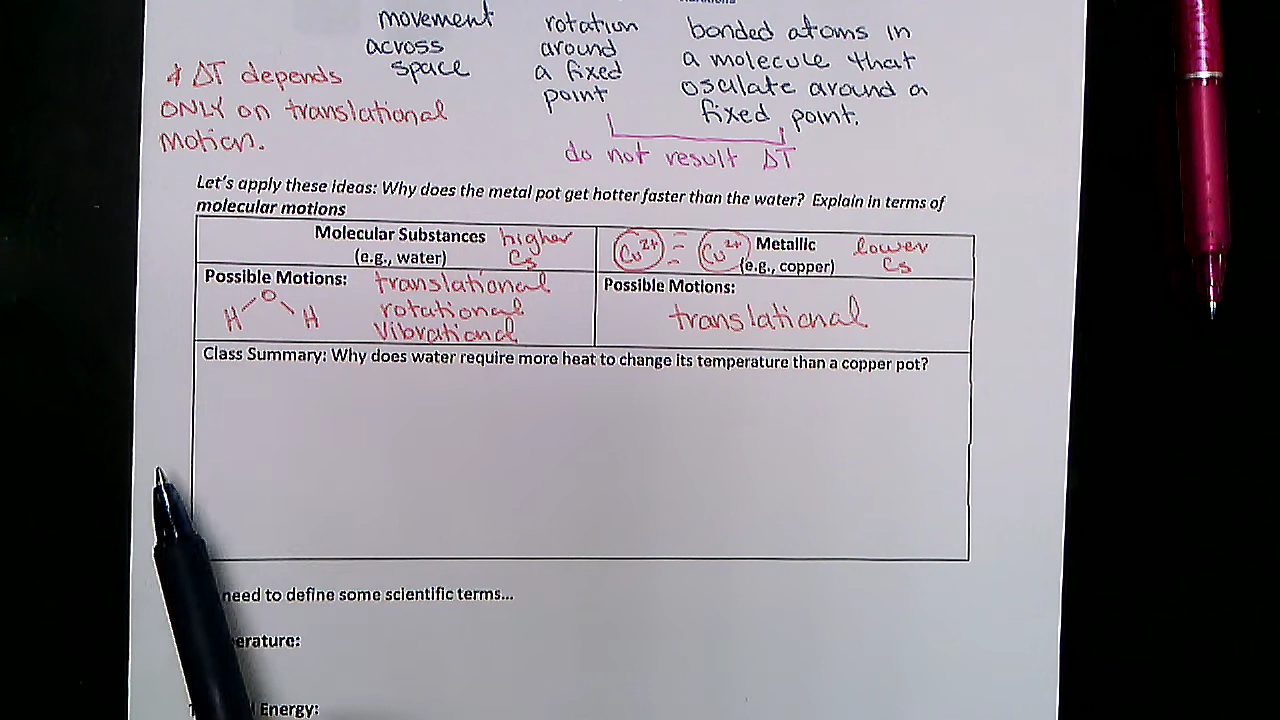 movement rotation bonded atoms in
across around a molecule that
space a fixed osculate around a
point fixed point.
* ΔT depends
ONLY on translational
Motion.
do not result ΔT
Let's apply these ideas: Why does the metal pot get hotter faster than the water? Explain in terms of
molecular motions
Molecular Substances higher
(e.g., water) Cs
Cu2+ Cu2+ Metallic lower
(e.g., copper) Cs
Possible Motions: translational
rotational
vibrational
H O H
Possible Motions:
translational
Class Summary: Why does water require more heat to change its temperature than a copper pot?
need to define some scientific terms...
erature:
Energy: